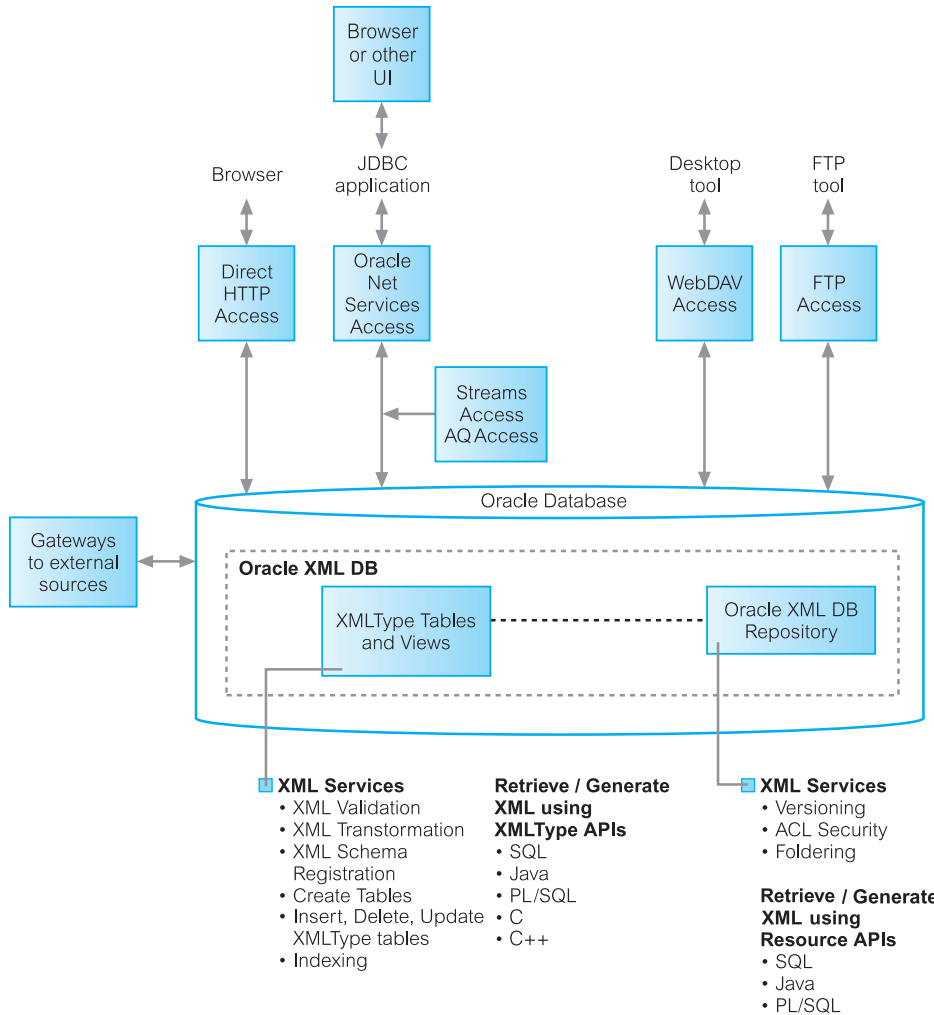 Browser
or other
UI
Browser
JDBC
application
Desktop
tool
FTP
tool
Direct
HTTP
Access
Oracle
Net
Services
Access
WebDAV
Access
FTP
Access
Streams
Access
AQ Access
Oracle Database
Gateways
to external
sources
Oracle XML DB
XMLType Tables
and Views
Oracle XML DB
Repository
XML Services
• XML Validation
• XML Transtormation
• XML Schema
Registration
• Create Tables
• Insert, Delete, Update
XMLType tables
• Indexing
Retrieve / Generate
XML using
XMLType APIs
• SQL
• Java
• PL/SQL
• C
• C++
XML Services
• Versioning
• ACL Security
• Foldering
Retrieve / Generate
XML using
Resource APIs
• SQL
• Java
• PL/SQL